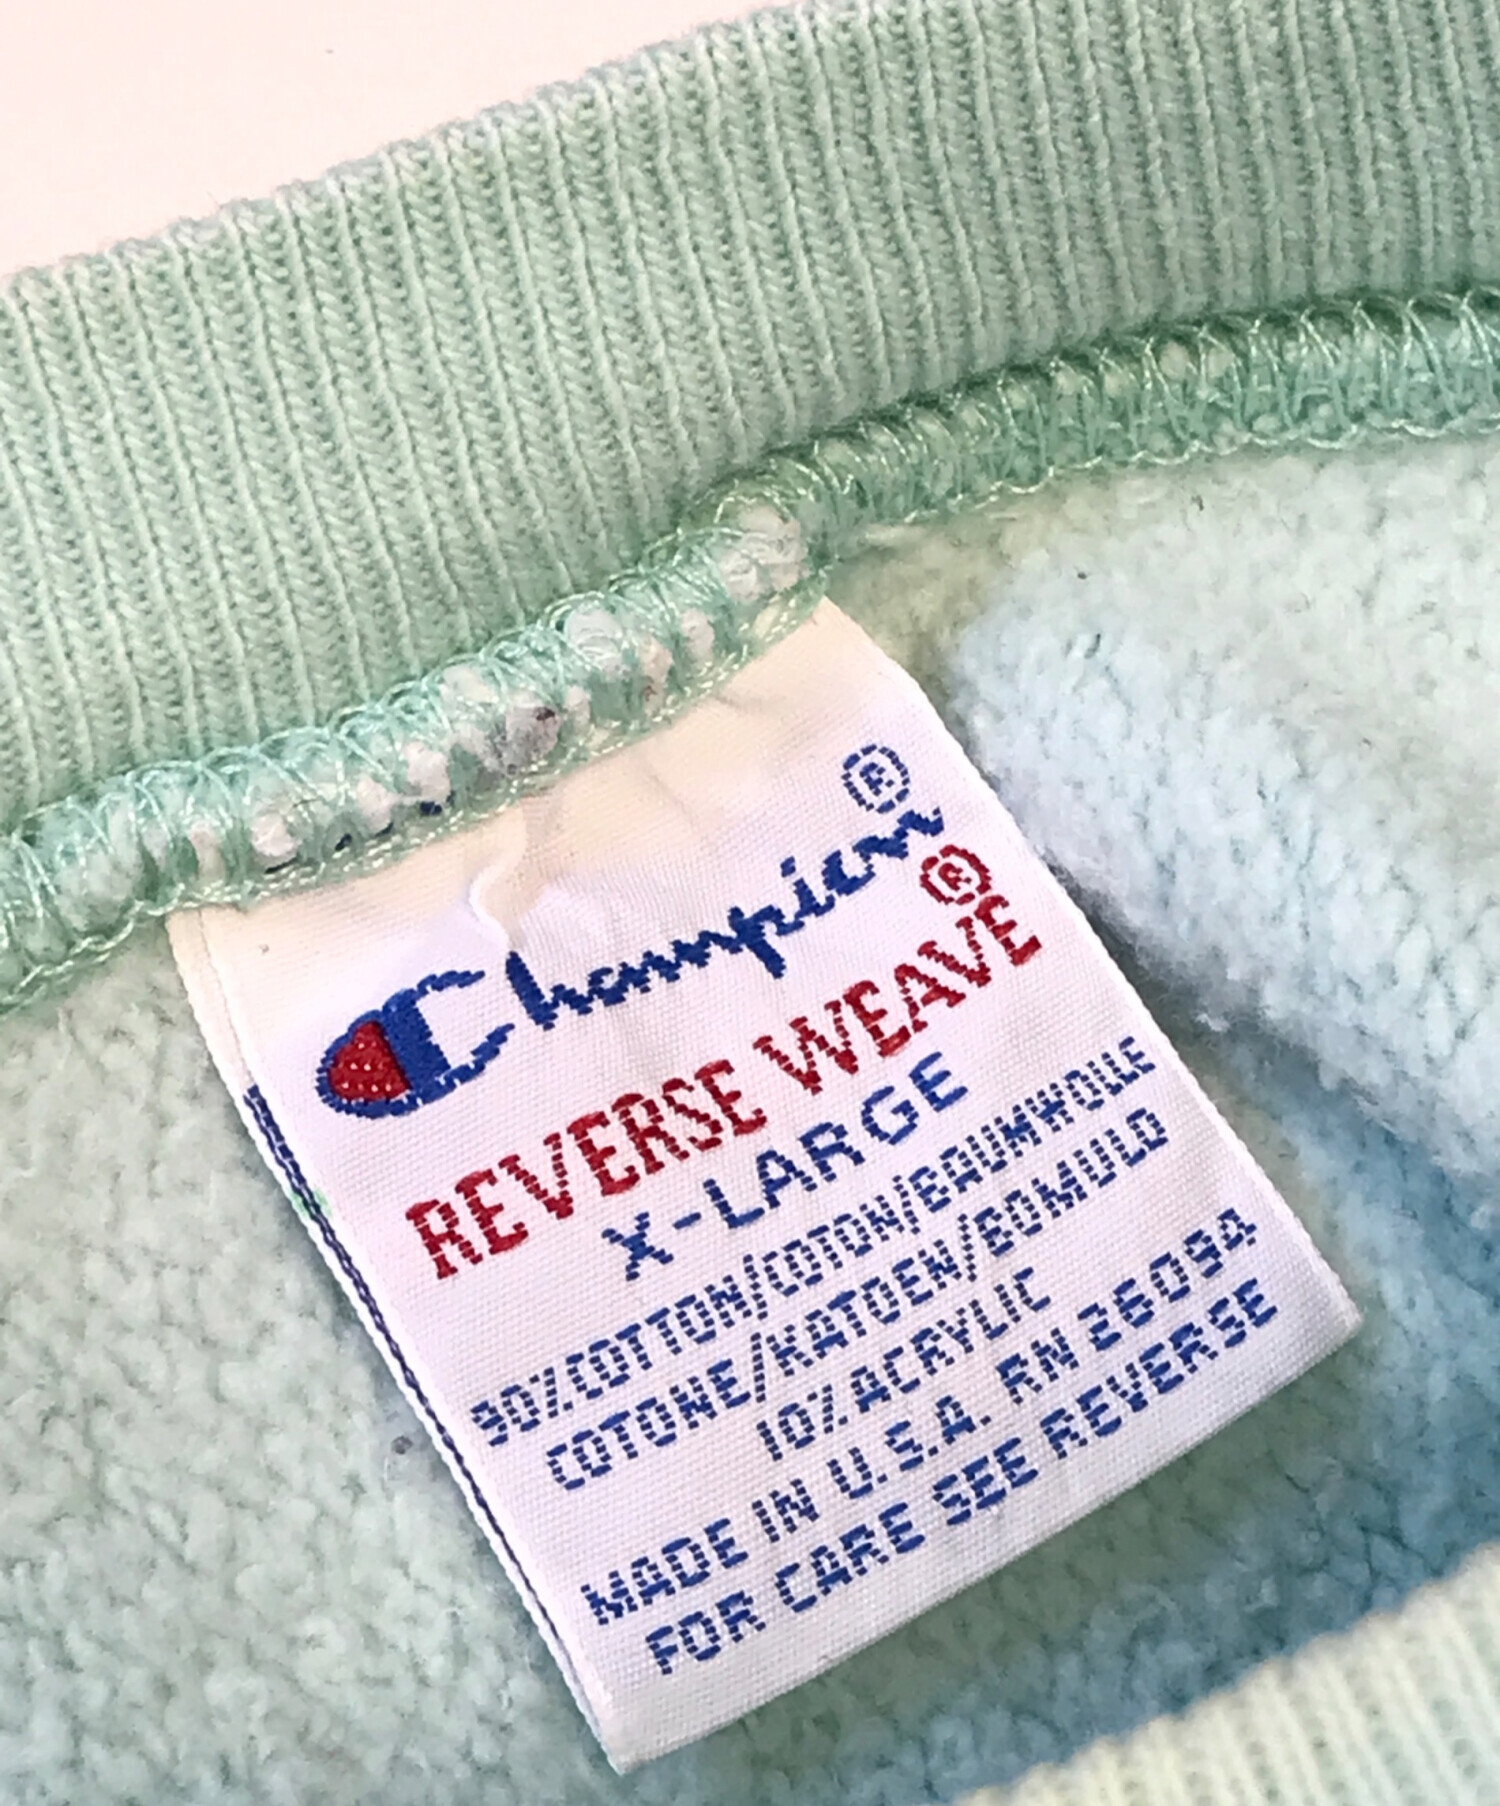 Champion®
REVERSE WEAVE®
X-LARGE
90% COTTON/COTON/BAUMWOLLE
COTONE/KATOEN/BOMULD
10% ACRYLIC
MADE IN U.S.A. RN 26094
FOR CARE SEE REVERSE